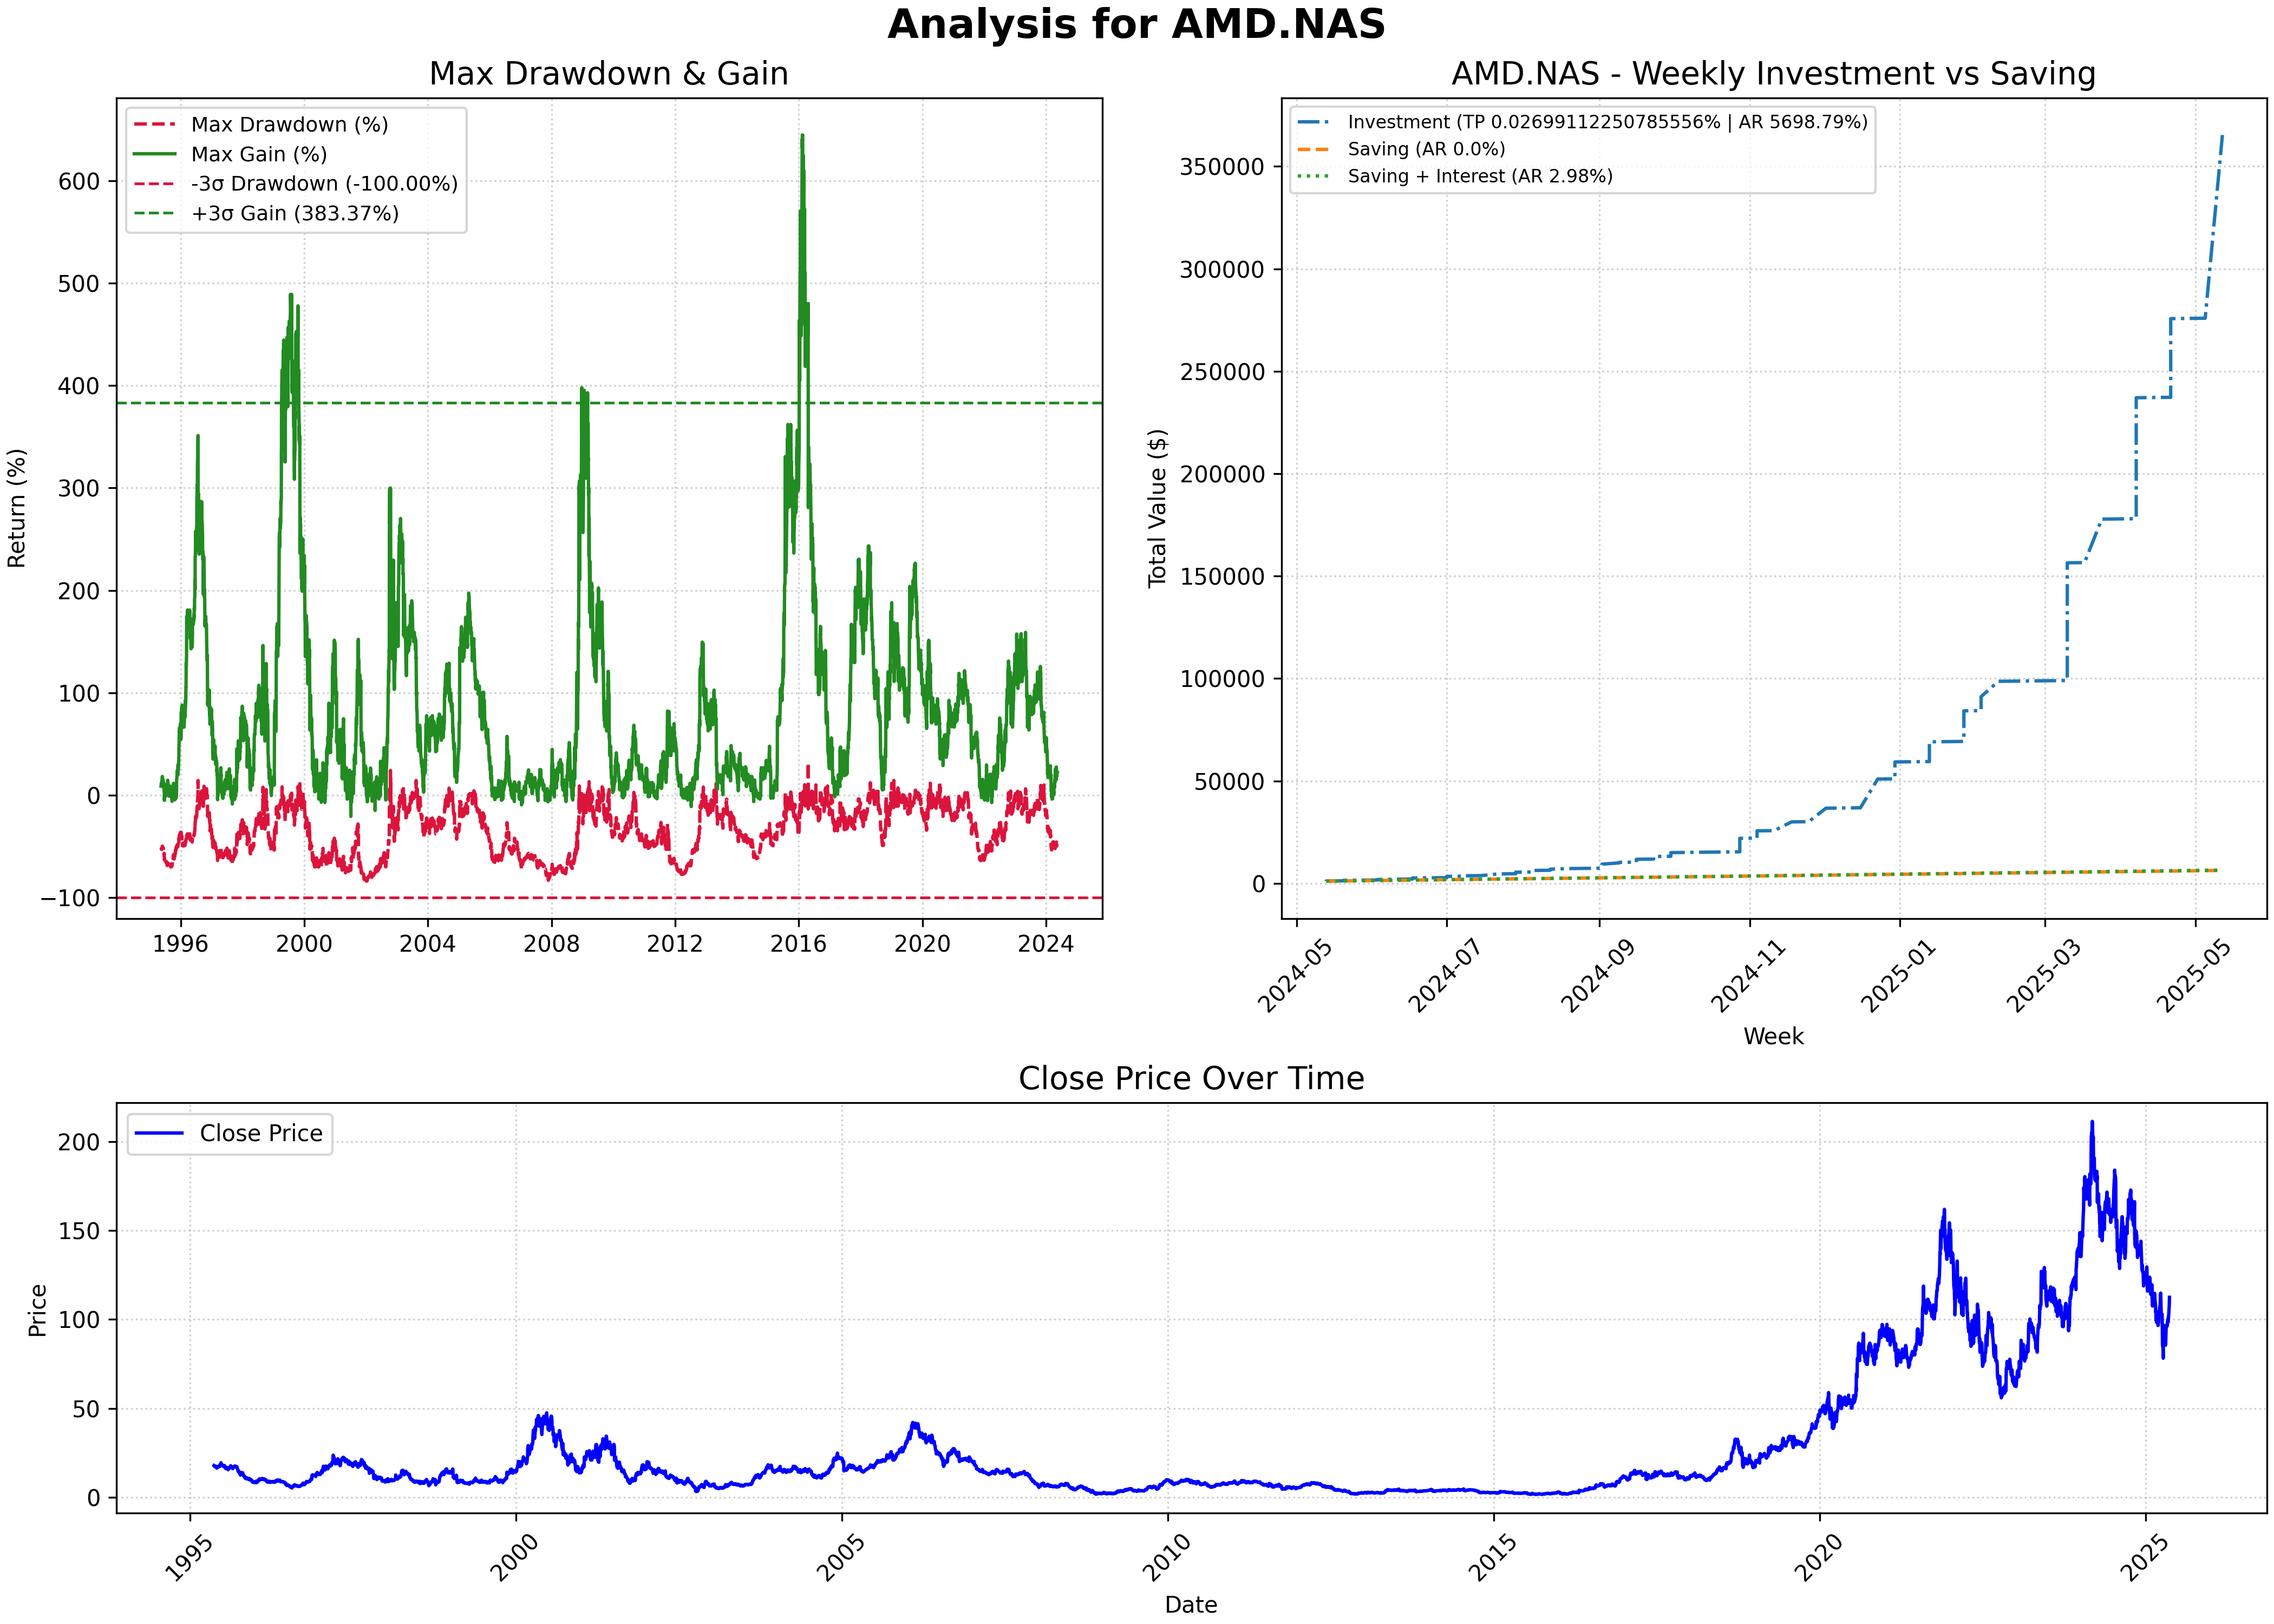 Analysis for AMD.NAS
Max Drawdown & Gain
Max Drawdown (%)
Max Gain (%)
-3σ Drawdown (-100.00%)
+3σ Gain (383.37%)
Return (%)
600
500
400
300
200
100
0
−100
1996
2000
2004
2008
2012
2016
2020
2024
AMD.NAS - Weekly Investment vs Saving
Investment (TP 0.02699112250785556% | AR 5698.79%)
Saving (AR 0.0%)
Saving + Interest (AR 2.98%)
Total Value ($)
350000
300000
250000
200000
150000
100000
50000
0
2024-05
2024-07
2024-09
2024-11
2025-01
2025-03
2025-05
Week
Close Price Over Time
Close Price
Price
200
150
100
50
0
1995
2000
2005
2010
2015
2020
2025
Date